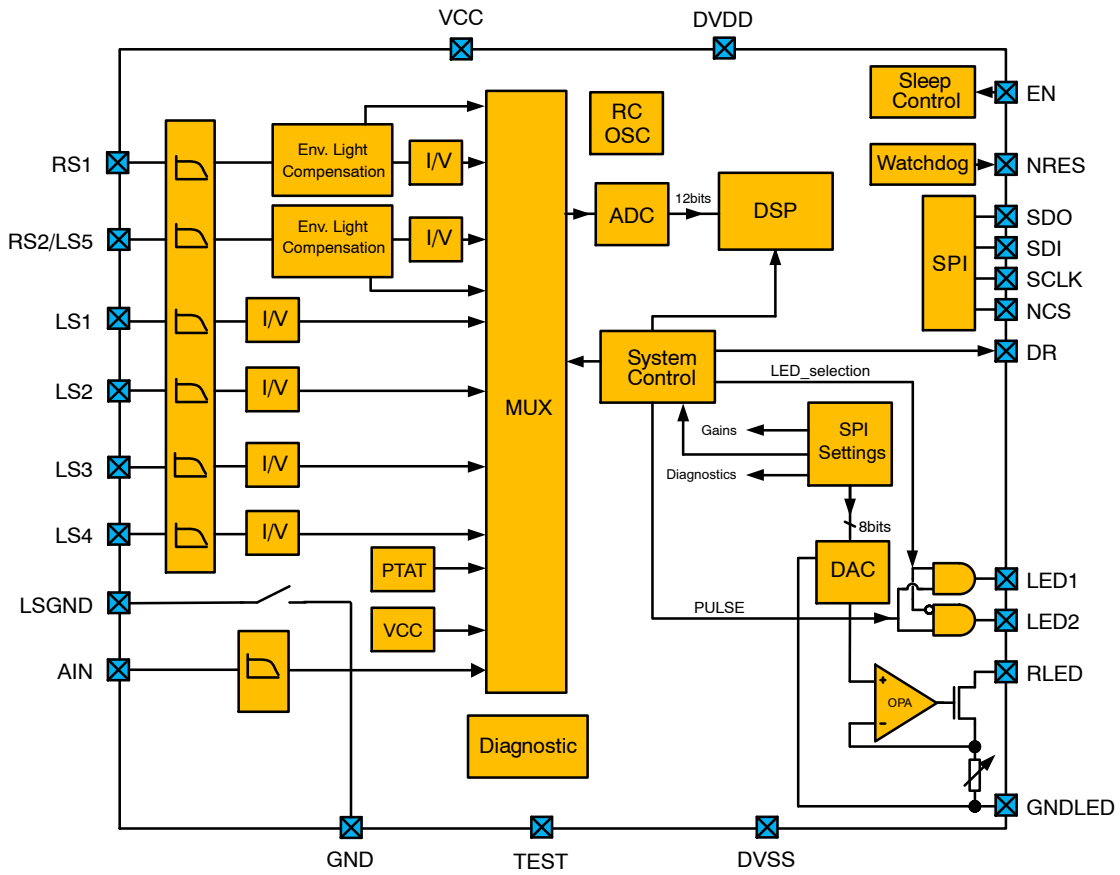 VCC
DVDD
RS1
RS2/LS5
LS1
LS2
LS3
LS4
LSGND
AIN
Env. Light
Compensation
I/V
Env. Light
Compensation
I/V
I/V
I/V
I/V
I/V
PTAT
VCC
MUX
Diagnostic
RC
OSC
ADC
12bits
DSP
System
Control
LED_selection
Gains
Diagnostics
SPI
Settings
8bits
DAC
PULSE
+
OPA
−
Sleep
Control
Watchdog
SPI
EN
NRES
SDO
SDI
SCLK
NCS
DR
LED1
LED2
RLED
GNDLED
GND
TEST
DVSS